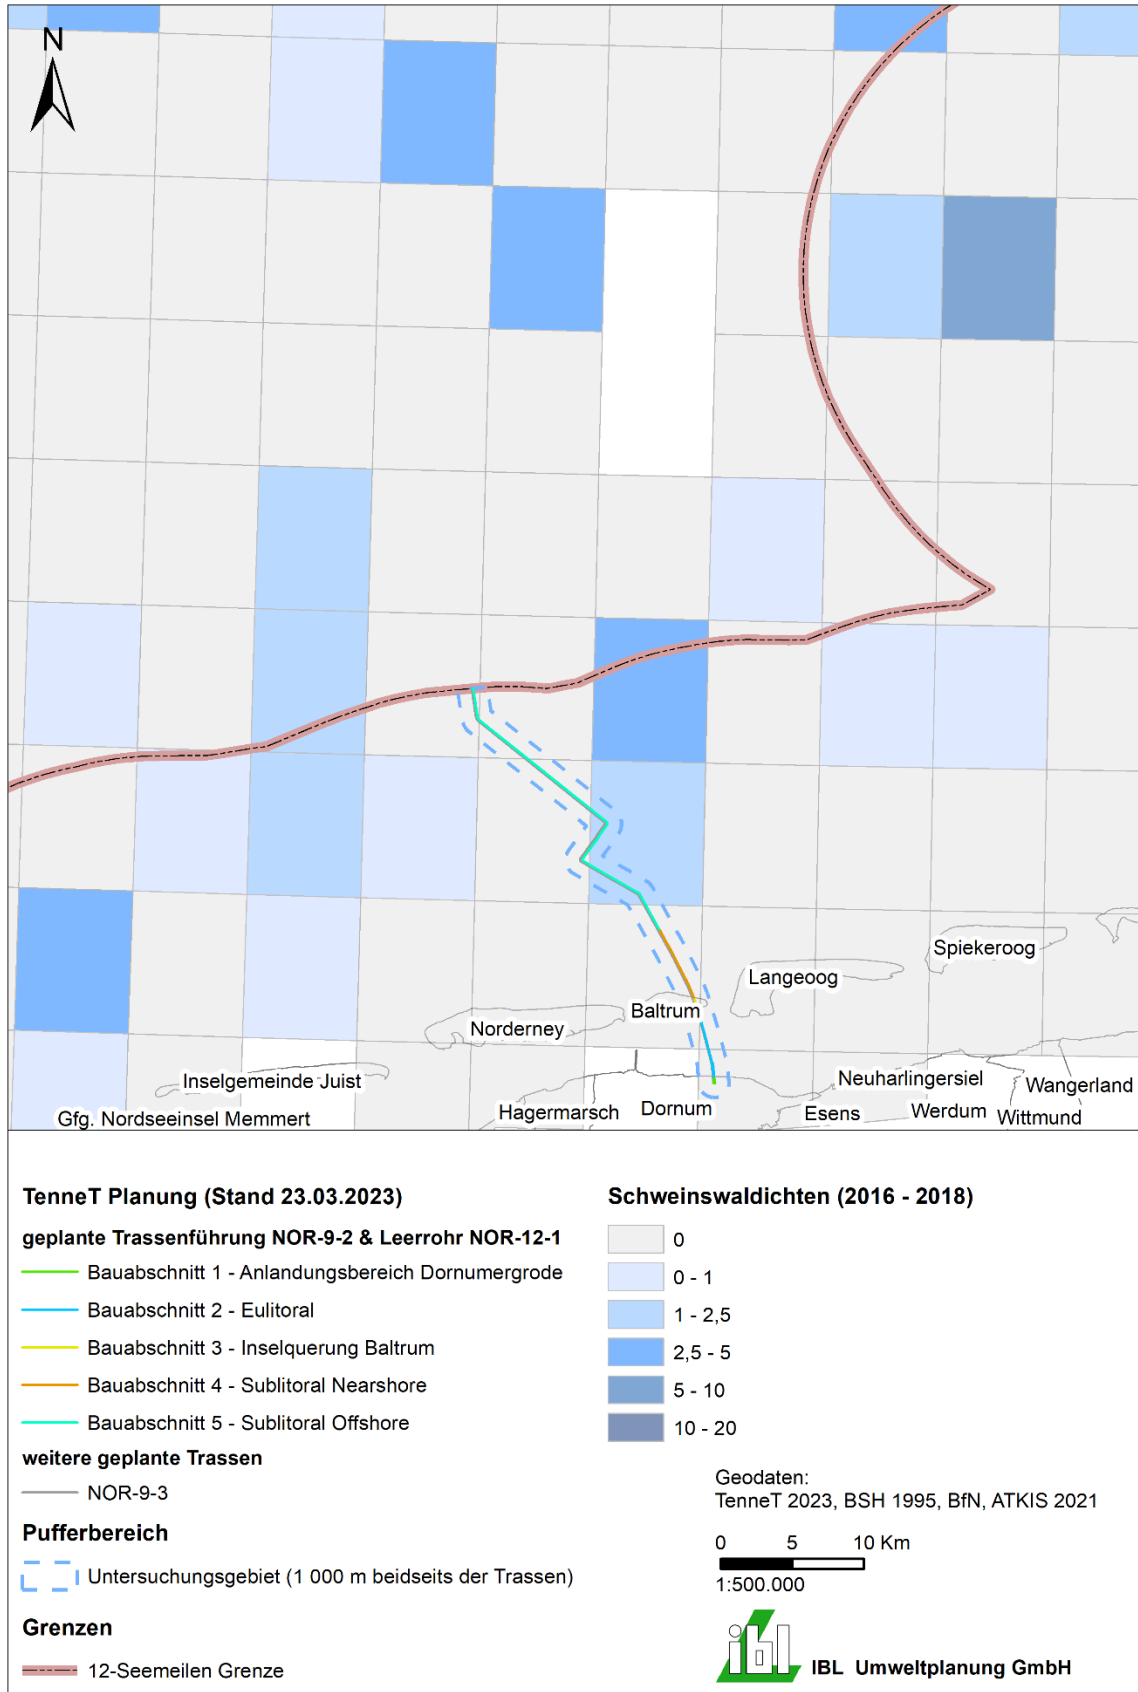 N
Spiekeroog
Langeoog
Baltrum
Norderney
Neuharlingersiel
Wangerland
Inselgemeinde Juist
Hagermarsch
Dornum
Esens
Werdum
Wittmund
Gfg. Nordseeinsel Memmert
TenneT Planung (Stand 23.03.2023)
geplante Trassenführung NOR-9-2 & Leerrohr NOR-12-1
Bauabschnitt 1 - Anlandungsbereich Dornumergrode
Bauabschnitt 2 - Eulitoral
Bauabschnitt 3 - Inselquerung Baltrum
Bauabschnitt 4 - Sublitoral Nearshore
Bauabschnitt 5 - Sublitoral Offshore
weitere geplante Trassen
NOR-9-3
Pufferbereich
Untersuchungsgebiet (1 000 m beidseits der Trassen)
Grenzen
12-Seemeilen Grenze
Schweinswaldichten (2016 - 2018)
0
0 - 1
1 - 2,5
2,5 - 5
5 - 10
10 - 20
Geodaten:
TenneT 2023, BSH 1995, BfN, ATKIS 2021
0 5 10 Km
1:500.000
ibl
IBL Umweltplanung GmbH